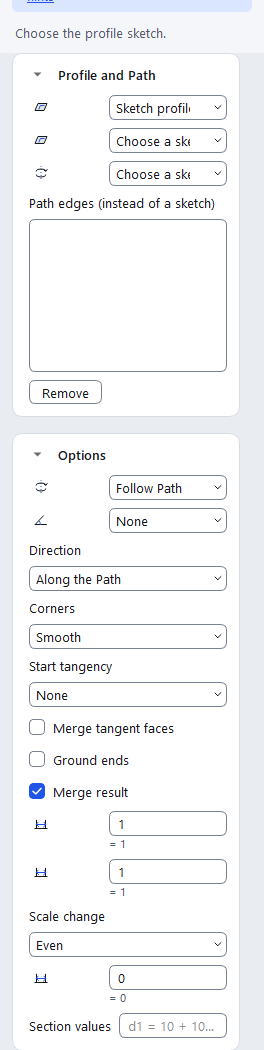 Choose the profile sketch.
Profile and Path
Sketch profil
Choose a ske
Choose a ske
Path edges (instead of a sketch)
Remove
Options
Follow Path
None
Direction
Along the Path
Corners
Smooth
Start tangency
None
Merge tangent faces
Ground ends
Merge result
1
= 1
1
= 1
Scale change
Even
0
= 0
Section values d1 = 10 + 10...